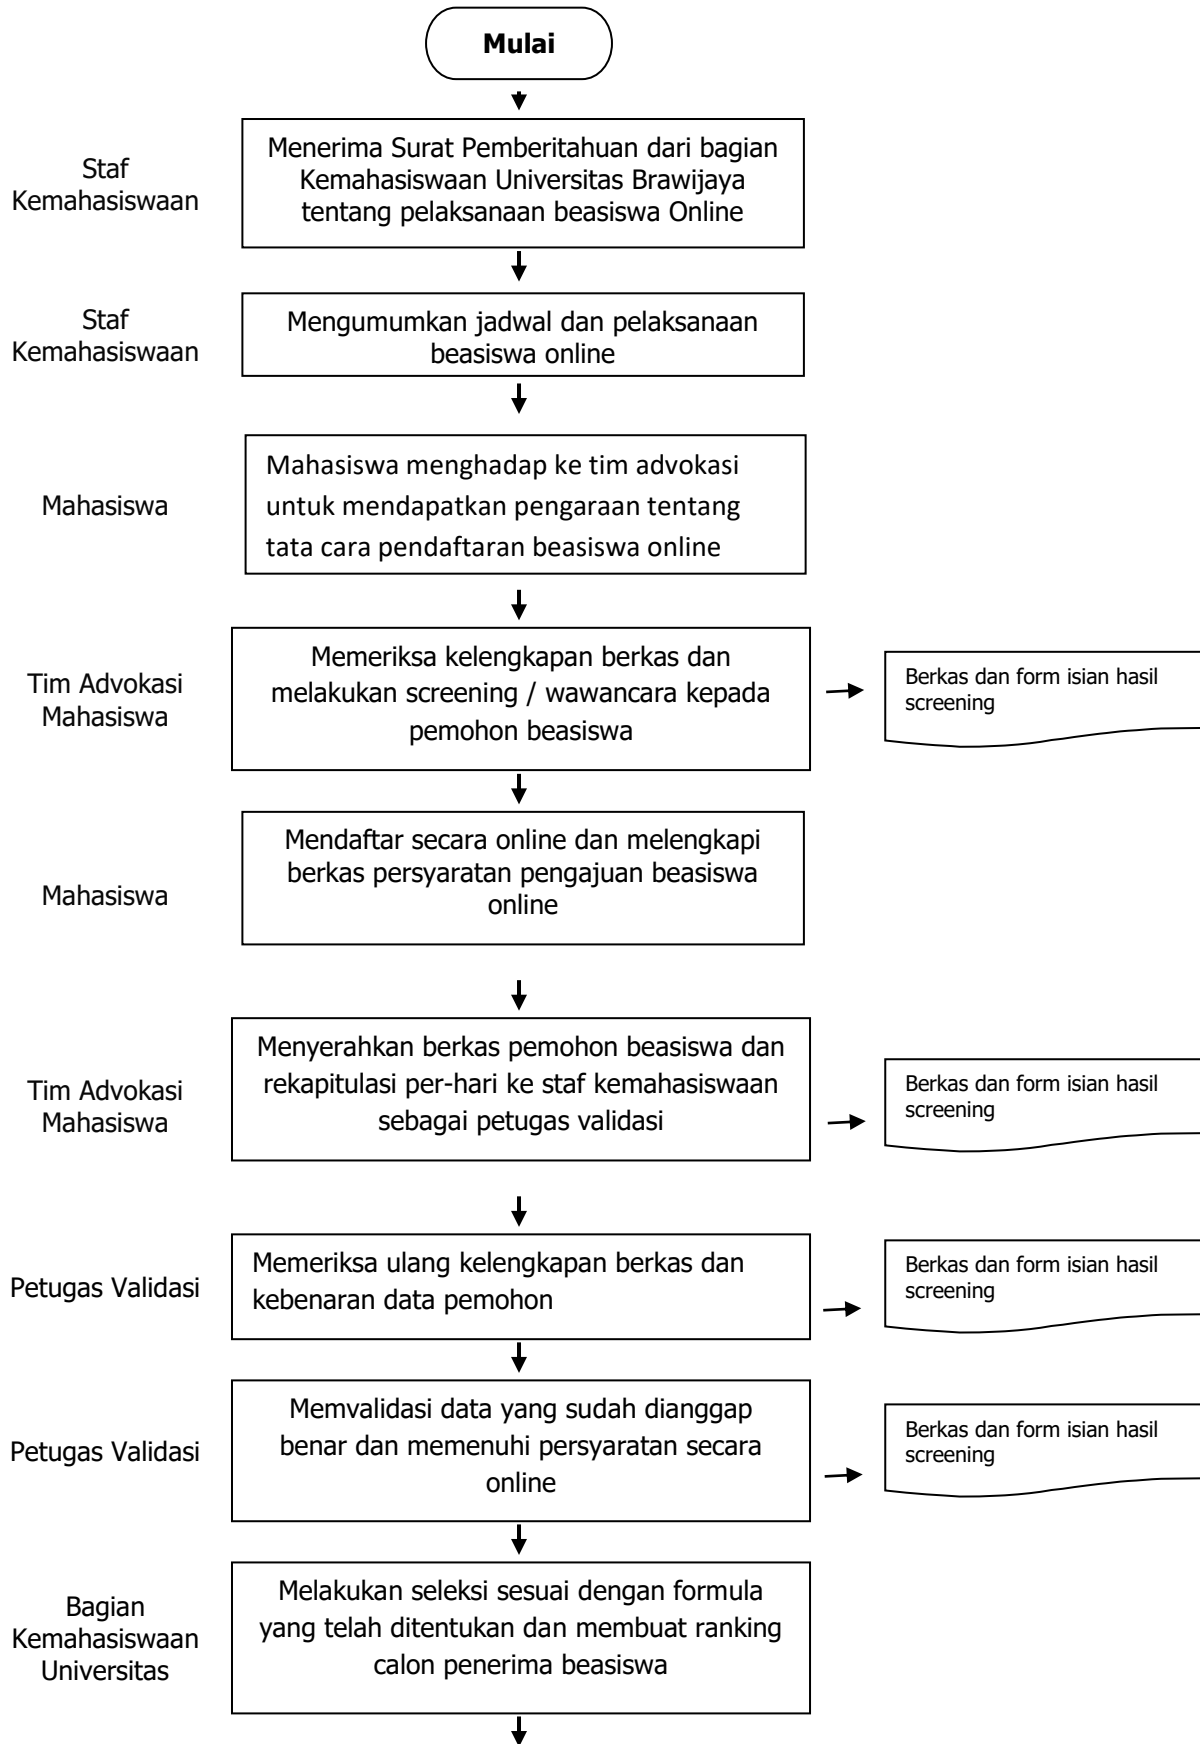 Mulai
Staf
Kemahasiswaan
Menerima Surat Pemberitahuan dari bagian
Kemahasiswaan Universitas Brawijaya
tentang pelaksanaan beasiswa Online
Staf
Kemahasiswaan
Mengumumkan jadwal dan pelaksanaan
beasiswa online
Mahasiswa
Mahasiswa menghadap ke tim advokasi
untuk mendapatkan pengaraan tentang
tata cara pendaftaran beasiswa online
Tim Advokasi
Mahasiswa
Memeriksa kelengkapan berkas dan
melakukan screening / wawancara kepada
pemohon beasiswa
Berkas dan form isian hasil
screening
Mahasiswa
Mendaftar secara online dan melengkapi
berkas persyaratan pengajuan beasiswa
online
Tim Advokasi
Mahasiswa
Menyerahkan berkas pemohon beasiswa dan
rekapitulasi per-hari ke staf kemahasiswaan
sebagai petugas validasi
Berkas dan form isian hasil
screening
Petugas Validasi
Memeriksa ulang kelengkapan berkas dan
kebenaran data pemohon
Berkas dan form isian hasil
screening
Petugas Validasi
Memvalidasi data yang sudah dianggap
benar dan memenuhi persyaratan secara
online
Berkas dan form isian hasil
screening
Bagian
Kemahasiswaan
Universitas
Melakukan seleksi sesuai dengan formula
yang telah ditentukan dan membuat ranking
calon penerima beasiswa